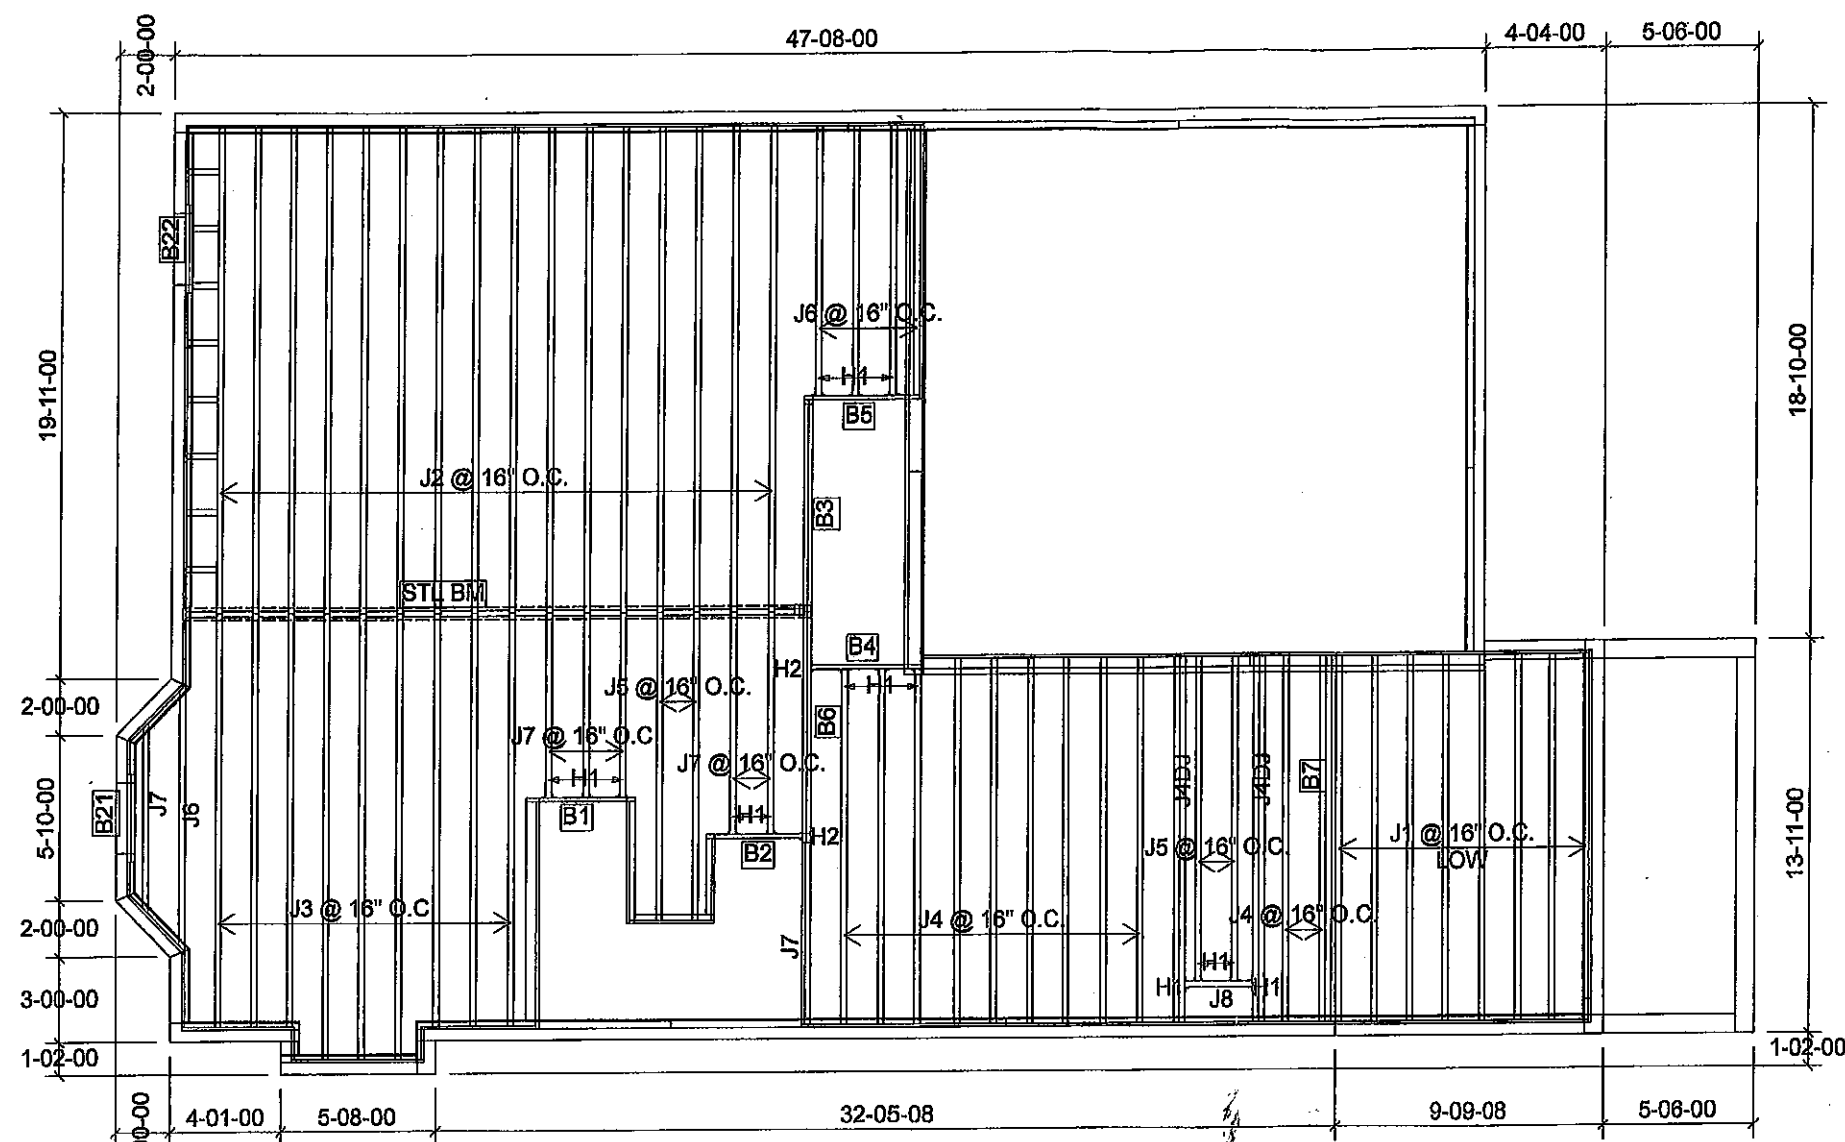 2-00-00
47-08-00
4-04-00
5-06-00
B22
J6 @ 16" O.C.
18-10-00
19-11-00
H1
B5
J2 @ 16" O.C.
B3
STL BM
B4
H2
H1
2-00-00
J5 @ 16" O.C.
B6
J7 @ 16" O.C
J7 @ 16" O.C.
J4DJ
J4DJ
B7
H1
5-10-00
B21
J7
J6
B1
H1
H2
B2
J5 @ 16" O.C.
J1 @ 16" O.C.
LOW
13-11-00
J3 @ 16" O.C
J4 @ 16" O.C.
J4 @ 16" O.C.
2-00-00
J7
H1
H1
H1
J8
3-00-00
1-02-00
1-02-00
00-00
4-01-00
5-08-00
32-05-08
9-09-08
5-06-00